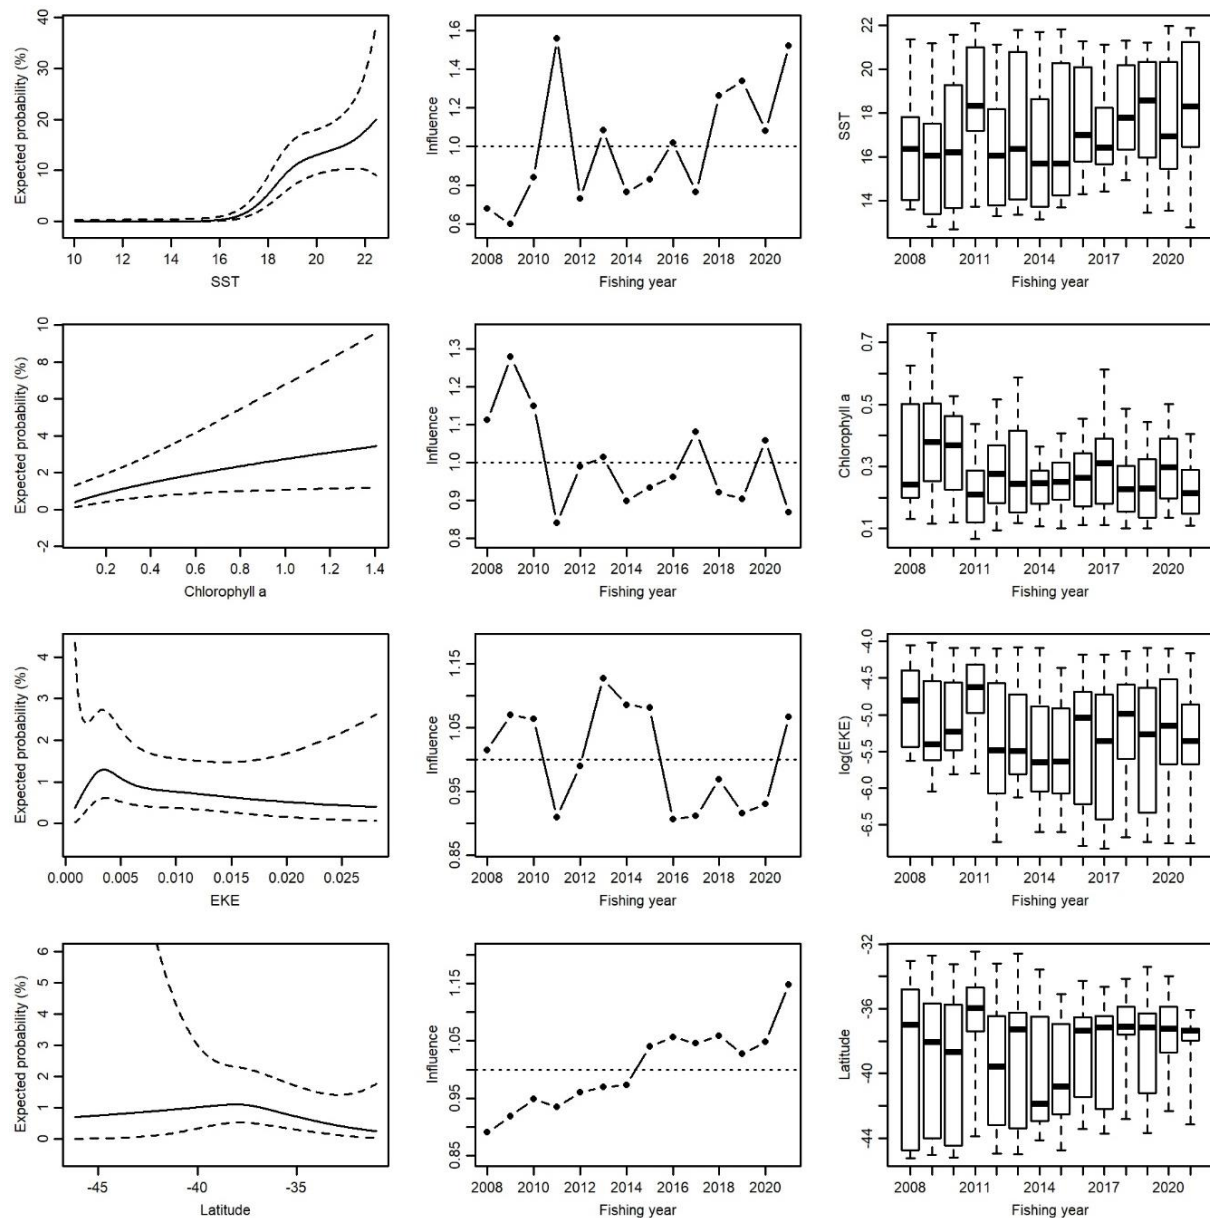 Expected probability (%)
0 10 20 30 40
10 12 14 16 18 20 22
SST
Influence
0.6 0.8 1.0 1.2 1.4 1.6
2008 2010 2012 2014 2016 2018 2020
Fishing year
SST
14 16 18 20 22
2008 2011 2014 2017 2020
Fishing year
Expected probability (%)
-2 0 2 4 6 8 10
0.2 0.4 0.6 0.8 1.0 1.2 1.4
Chlorophyll a
Influence
0.8 0.9 1.0 1.1 1.2 1.3
2008 2010 2012 2014 2016 2018 2020
Fishing year
Chlorophyll a
0.1 0.3 0.5 0.7
2008 2011 2014 2017 2020
Fishing year
Expected probability (%)
0 1 2 3 4
0.000 0.005 0.010 0.015 0.020 0.025
EKE
Influence
0.85 0.95 1.05 1.15
2008 2010 2012 2014 2016 2018 2020
Fishing year
log(EKE)
-6.5 -5.5 -5.0 -4.5 -4.0
2008 2011 2014 2017 2020
Fishing year
Expected probability (%)
0 1 2 3 4 5 6
-45 -40 -35
Latitude
Influence
0.85 0.95 1.05 1.15
2008 2010 2012 2014 2016 2018 2020
Fishing year
Latitude
-44 -40 -36 -32
2008 2011 2014 2017 2020
Fishing year